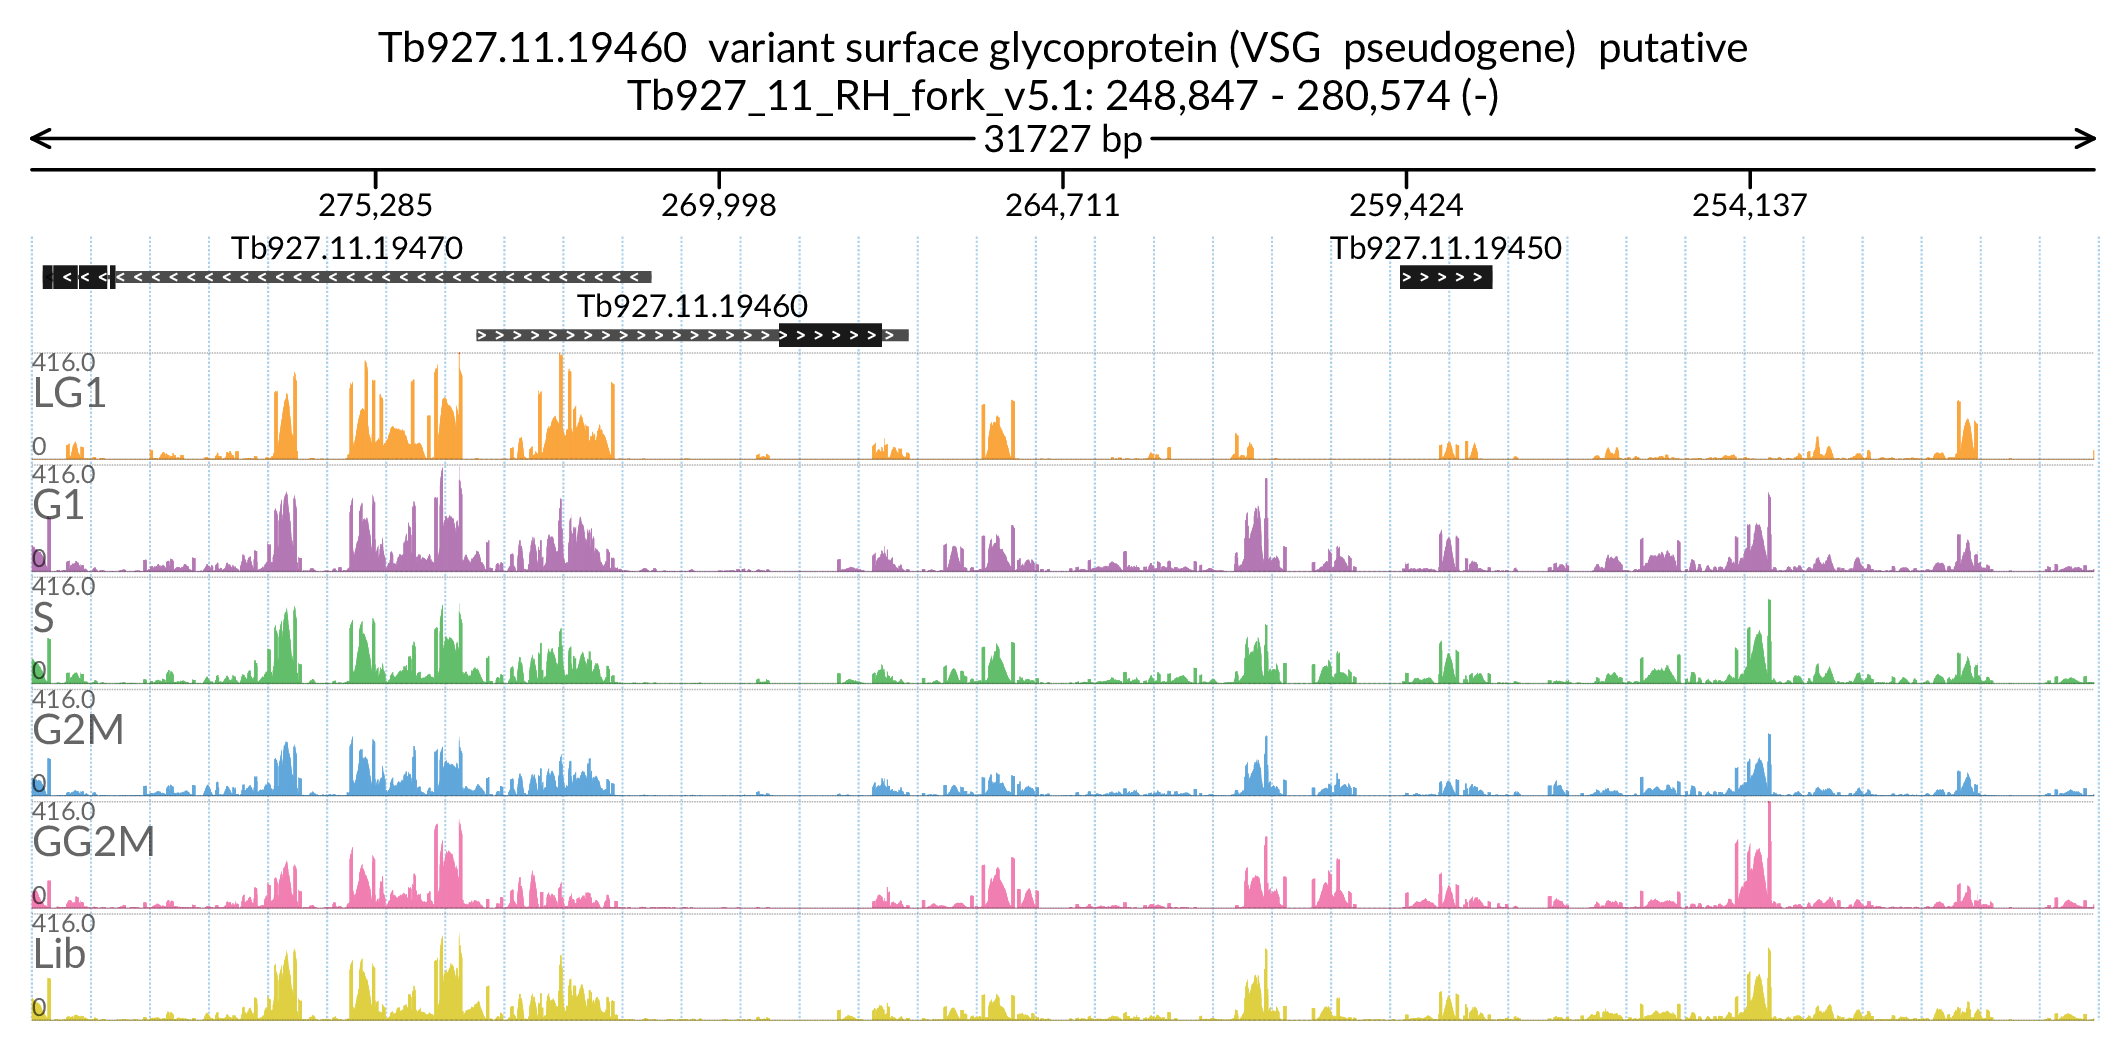 Tb927.11.19460  variant surface glycoprotein (VSG  pseudogene)  putative
Tb927_11_RH_fork_v5.1: 248,847 - 280,574 (-)
31727 bp
275,285 269,998 264,711 259,424 254,137
Tb927.11.19470 Tb927.11.19450
Tb927.11.19460
416.0
LG1
0
416.0
G1
0
416.0
S
0
416.0
G2M
0
416.0
GG2M
0
416.0
Lib
0